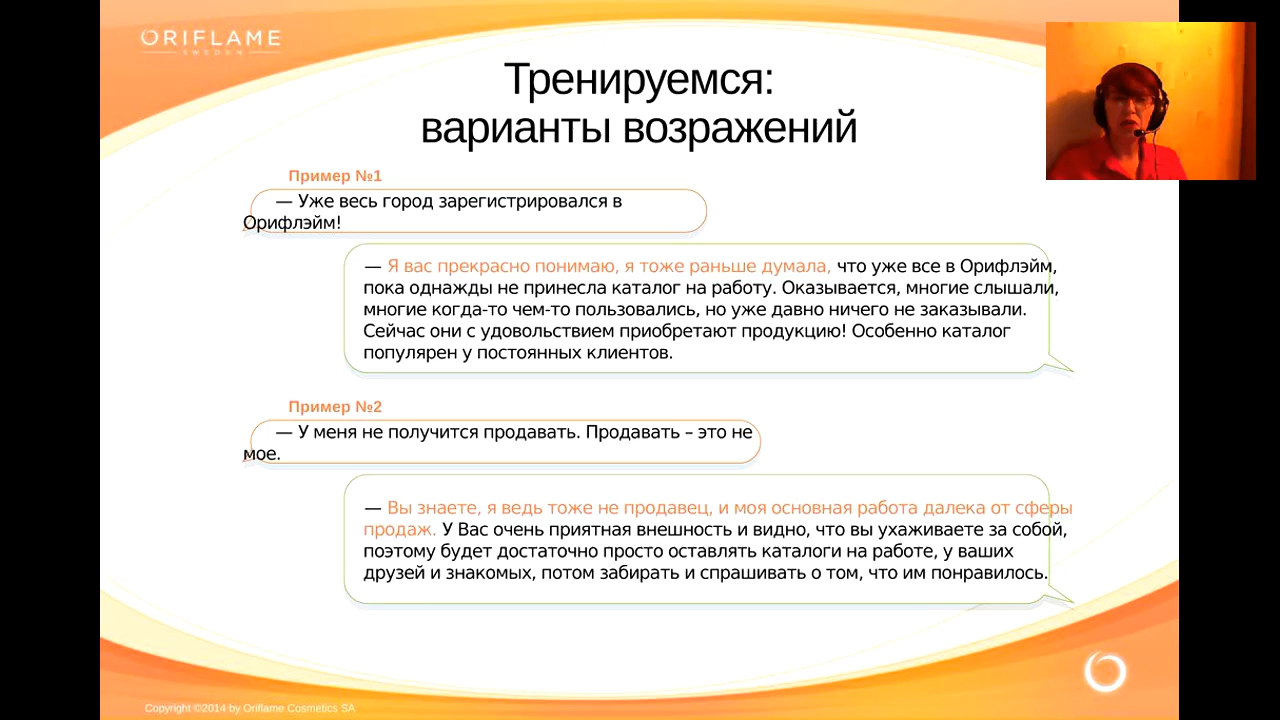 ORIFLAME
SWEDEN
Тренируемся:
варианты возражений
Пример №1
— Уже весь город зарегистрировался в
Орифлэйм!
— Я вас прекрасно понимаю, я тоже раньше думала, что уже все в Орифлэйм,
пока однажды не принесла каталог на работу. Оказывается, многие слышали,
многие когда-то чем-то пользовались, но уже давно ничего не заказывали.
Сейчас они с удовольствием приобретают продукцию! Особенно каталог
популярен у постоянных клиентов.
Пример №2
— У меня не получится продавать. Продавать – это не
мое.
— Вы знаете, я ведь тоже не продавец, и моя основная работа далека от сферы
продаж. У Вас очень приятная внешность и видно, что вы ухаживаете за собой,
поэтому будет достаточно просто оставлять каталоги на работе, у ваших
друзей и знакомых, потом забирать и спрашивать о том, что им понравилось.
Copyright ©2014 by Oriflame Cosmetics SA